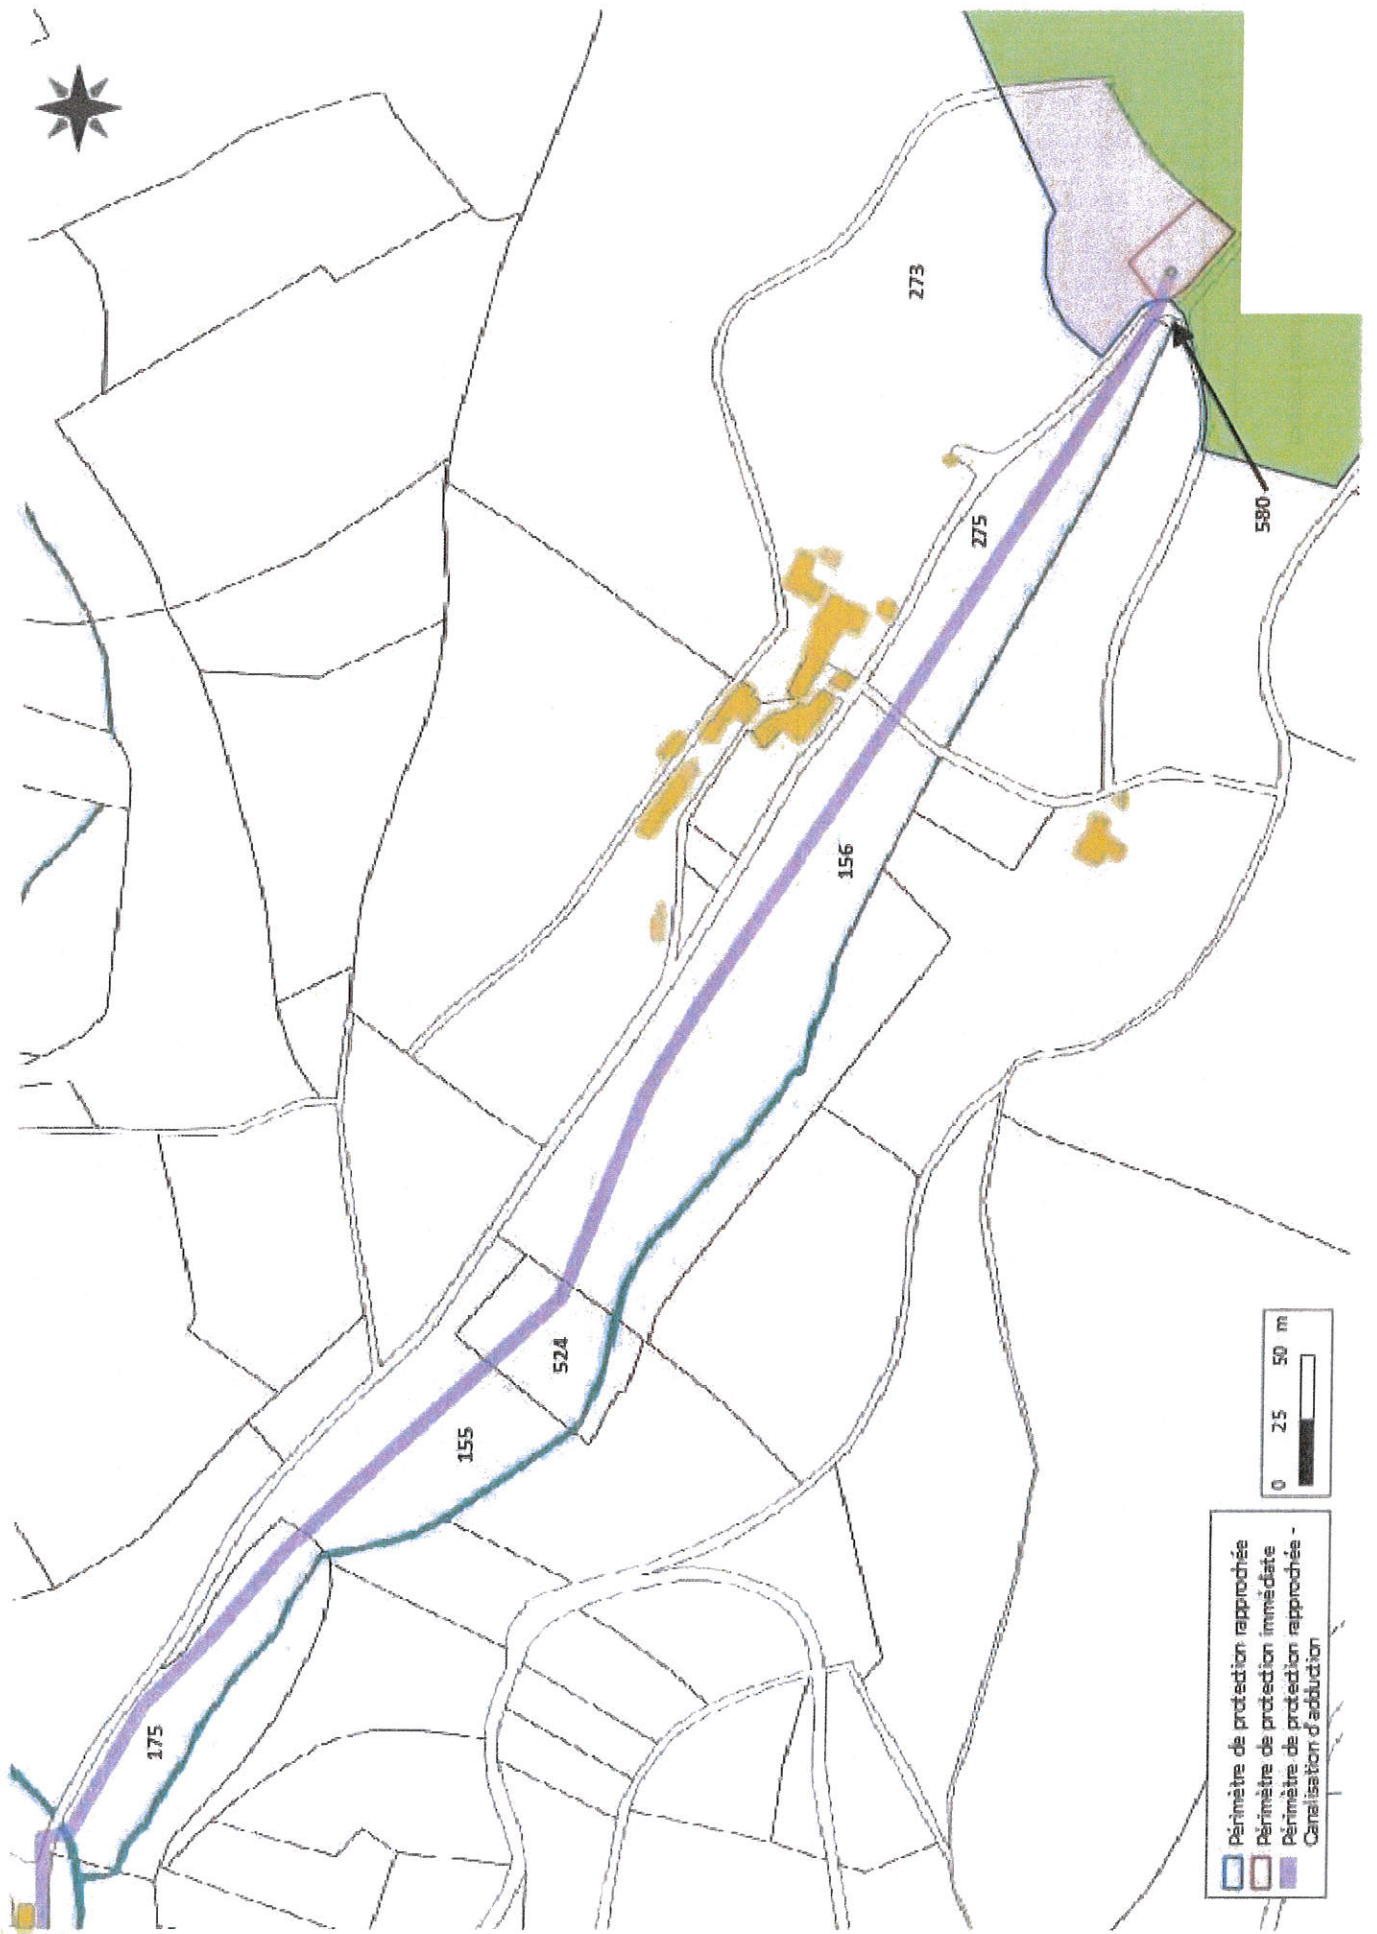 273
275
580
156
524
155
175
0 25 50 m
Périmètre de protection rapprochée
Périmètre de protection immédiate
Périmètre de protection rapprochée -
Canalisation d'adduction